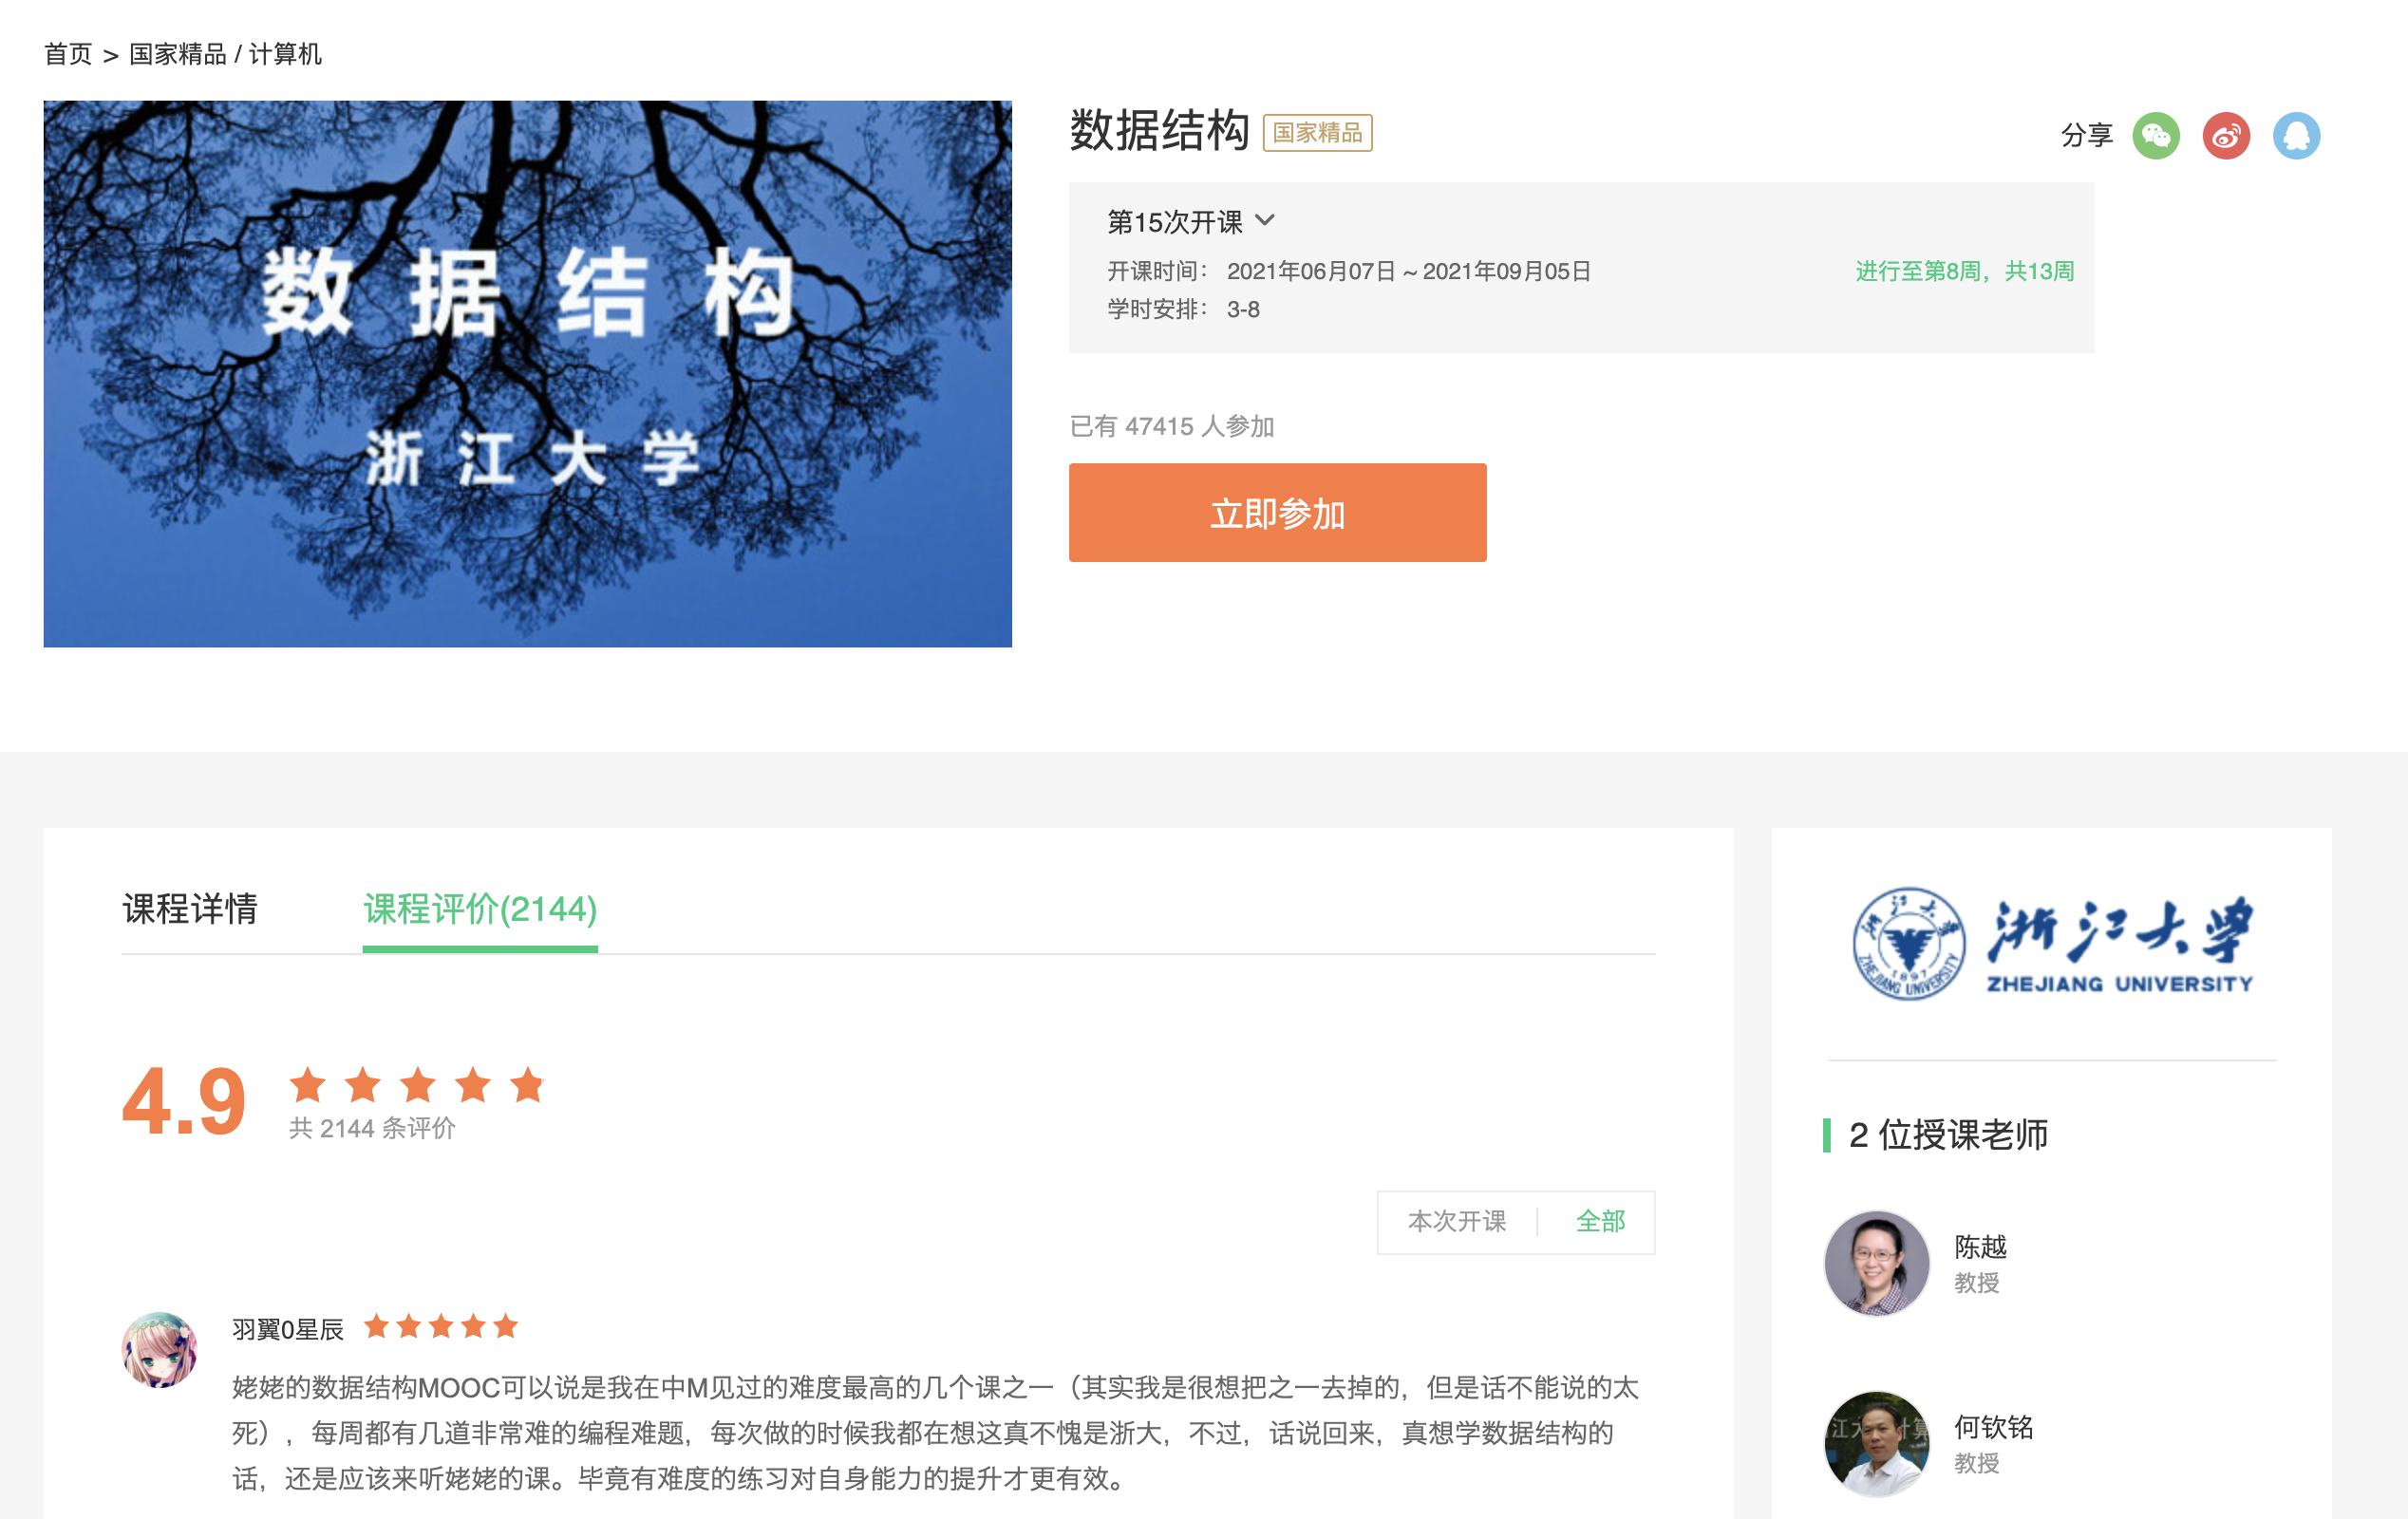 首页 > 国家精品 / 计算机
数据结构
浙江大学
数据结构 国家精品
分享
第15次开课
开课时间： 2021年06月07日 ~ 2021年09月05日
进行至第8周，共13周
学时安排： 3-8
已有 47415 人参加
立即参加
课程详情
课程评价(2144)
4.9
共 2144 条评价
本次开课
全部
羽翼0星辰
姥姥的数据结构MOOC可以说是我在中M见过的难度最高的几个课之一（其实我是很想把之一去掉的，但是话不能说的太
死），每周都有几道非常难的编程难题，每次做的时候我都在想这真不愧是浙大，不过，话说回来，真想学数据结构的
话，还是应该来听姥姥的课。毕竟有难度的练习对自身能力的提升才更有效。
浙江大学
1897
ZHEJIANG UNIVERSITY
浙江大学
ZHEJIANG UNIVERSITY
2 位授课老师
陈越
教授
何钦铭
教授